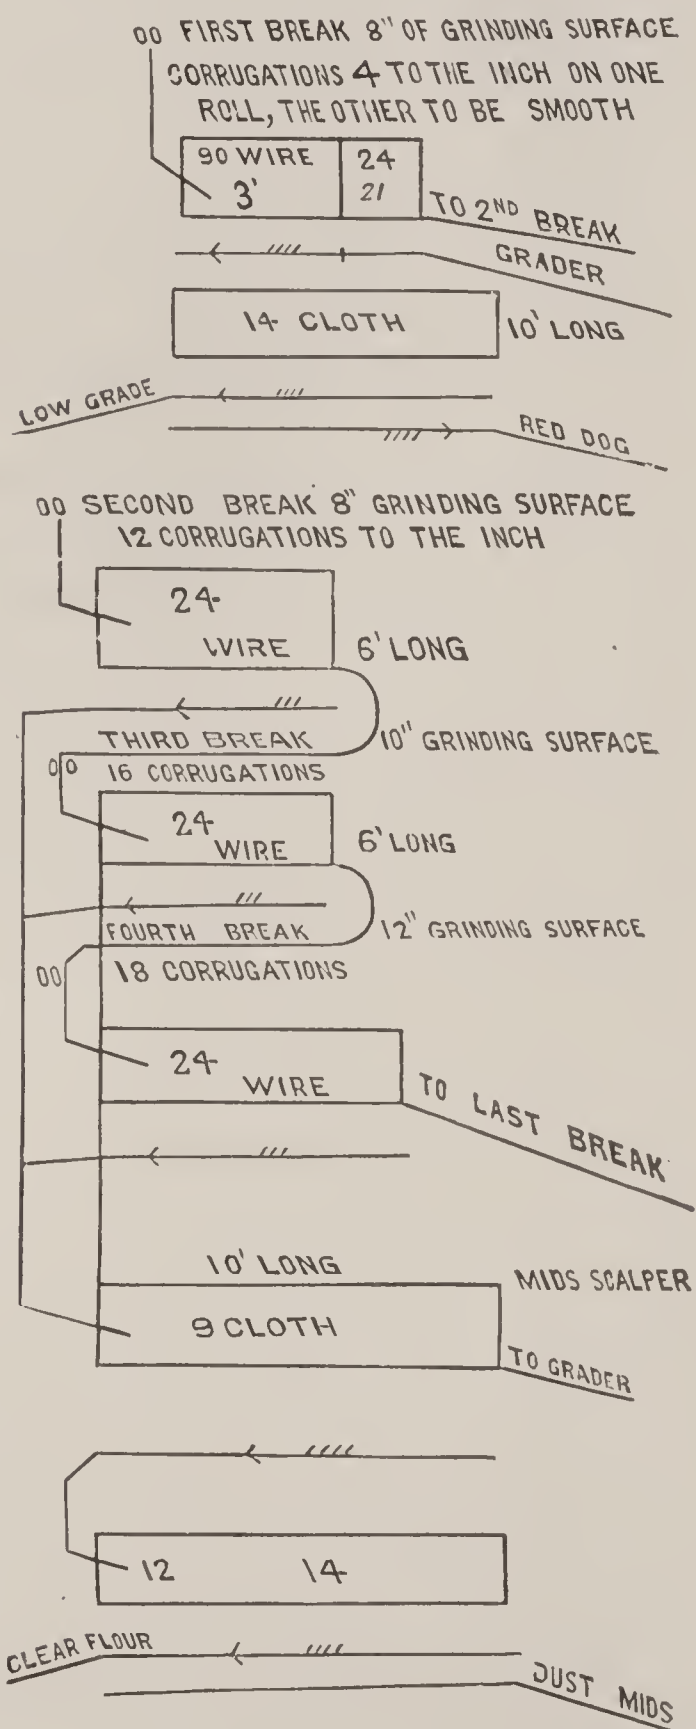 00 FIRST BREAK 8" OF GRINDING SURFACE
CORRUGATIONS 4 TO THE INCH ON ONE
ROLL, THE OTHER TO BE SMOOTH
90 WIRE 24
3' 21
TO 2ND BREAK
GRADER
14 CLOTH 10' LONG
LOW GRADE
RED DOG
00 SECOND BREAK 8" GRINDING SURFACE
12 CORRUGATIONS TO THE INCH
24
WIRE 6' LONG
THIRD BREAK 10" GRINDING SURFACE
00 16 CORRUGATIONS
24
WIRE 6' LONG
FOURTH BREAK 12" GRINDING SURFACE
00 18 CORRUGATIONS
24
WIRE
TO LAST BREAK
10' LONG MIDS SCALPER
9 CLOTH
TO GRADER
12 14
CLEAR FLOUR
DUST MIDS